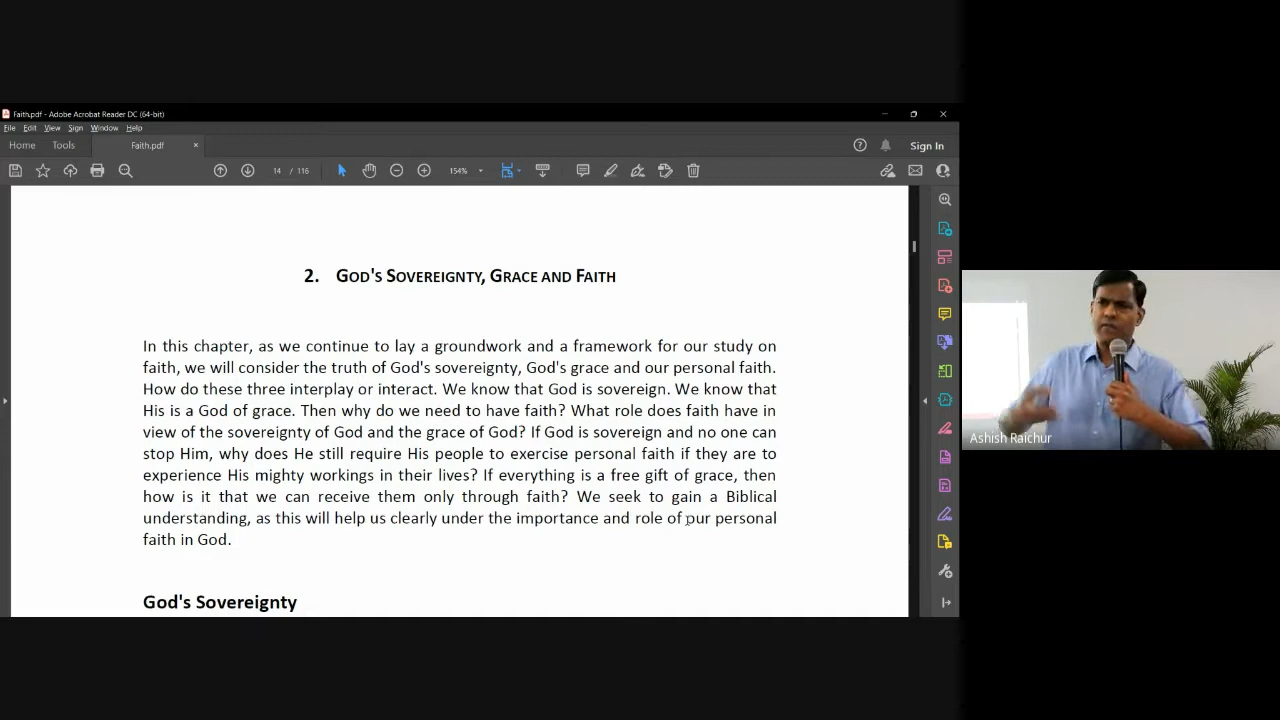 Faith.pdf - Adobe Acrobat Reader DC (64-bit)
File Edit View Sign Window Help
Home Tools Faith.pdf × Sign In
14 / 116 154%
2. GOD'S SOVEREIGNTY, GRACE AND FAITH
In this chapter, as we continue to lay a groundwork and a framework for our study on
faith, we will consider the truth of God's sovereignty, God's grace and our personal faith.
How do these three interplay or interact. We know that God is sovereign. We know that
His is a God of grace. Then why do we need to have faith? What role does faith have in
view of the sovereignty of God and the grace of God? If God is sovereign and no one can
stop Him, why does He still require His people to exercise personal faith if they are to
experience His mighty workings in their lives? If everything is a free gift of grace, then
how is it that we can receive them only through faith? We seek to gain a Biblical
understanding, as this will help us clearly under the importance and role of our personal
faith in God.
God's Sovereignty
Ashish Raichur